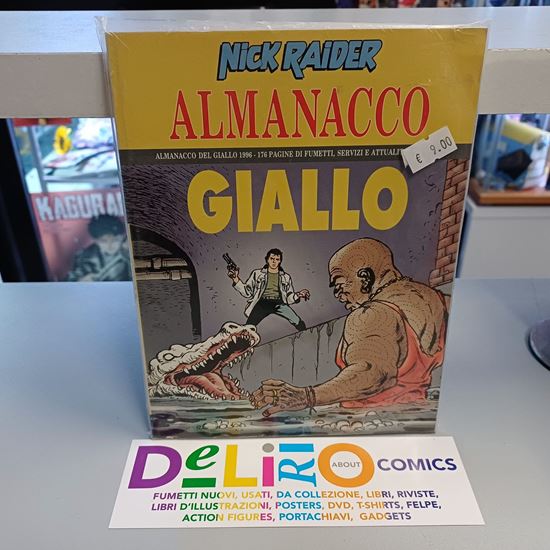 NICK RAIDER
ALMANACCO
ALMANACCO DEL GIALLO 1996 - 176 PAGINE DI FUMETTI, SERVIZI E
€ 9.00
GIALLO
KAGURA
DeLiRiO
ABOUT
COMICS
FUMETTI NUOVI, USATI, DA COLLEZIONE, LIBRI, RIVISTE,
LIBRI D'ILLUSTRAZIONI, POSTERS, DVD, T-SHIRTS, FELPE,
ACTION FIGURES, PORTACHIAVI, GADGETS